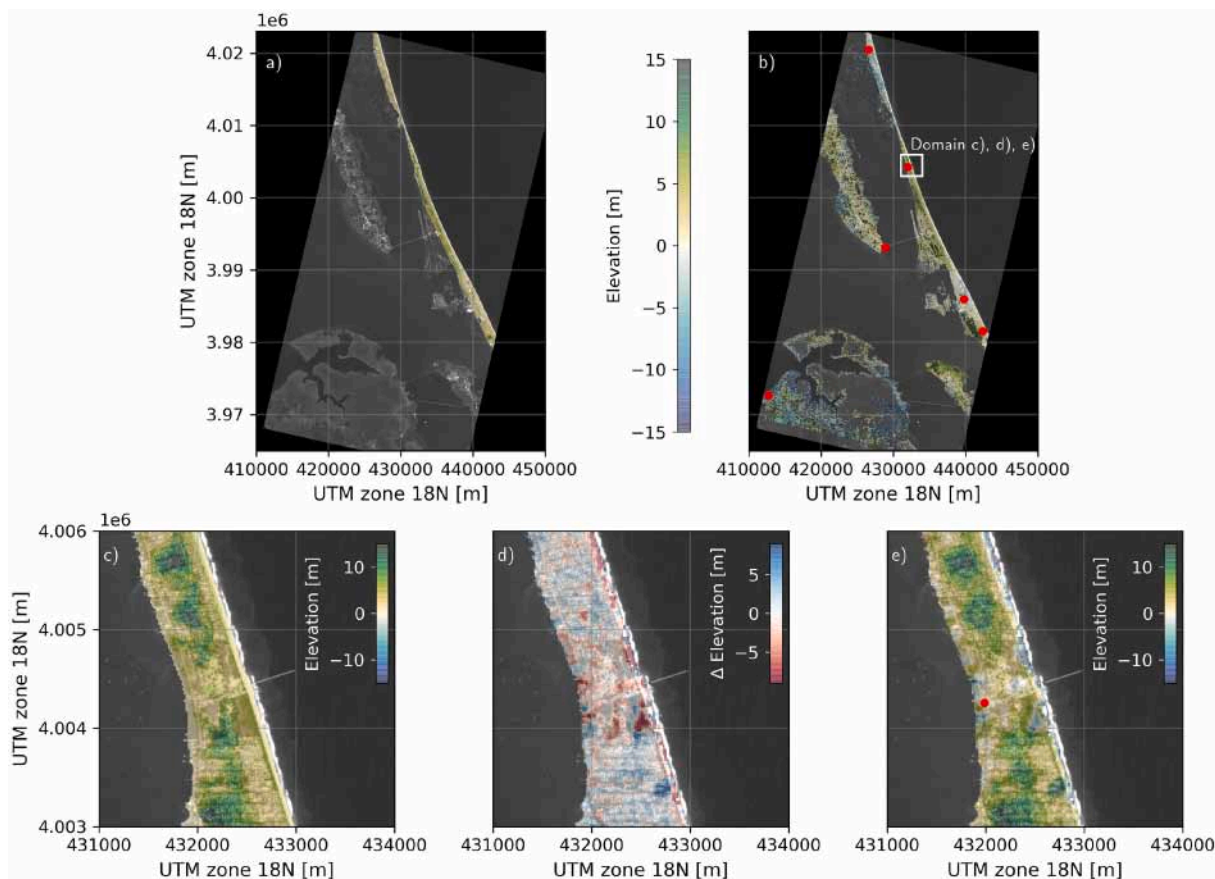 1e6
a)
4.02
4.01
4.00
3.99
3.98
3.97
UTM zone 18N [m]
410000 420000 430000 440000 450000
UTM zone 18N [m]
Elevation [m]
15
10
5
0
−5
−10
−15
b)
Domain c), d), e)
410000 420000 430000 440000 450000
UTM zone 18N [m]
1e6
c)
4.006
4.005
4.004
4.003
UTM zone 18N [m]
Elevation [m]
10
0
−10
431000 432000 433000 434000
UTM zone 18N [m]
d)
Δ Elevation [m]
5
0
−5
431000 432000 433000 434000
UTM zone 18N [m]
e)
Elevation [m]
10
0
−10
431000 432000 433000 434000
UTM zone 18N [m]